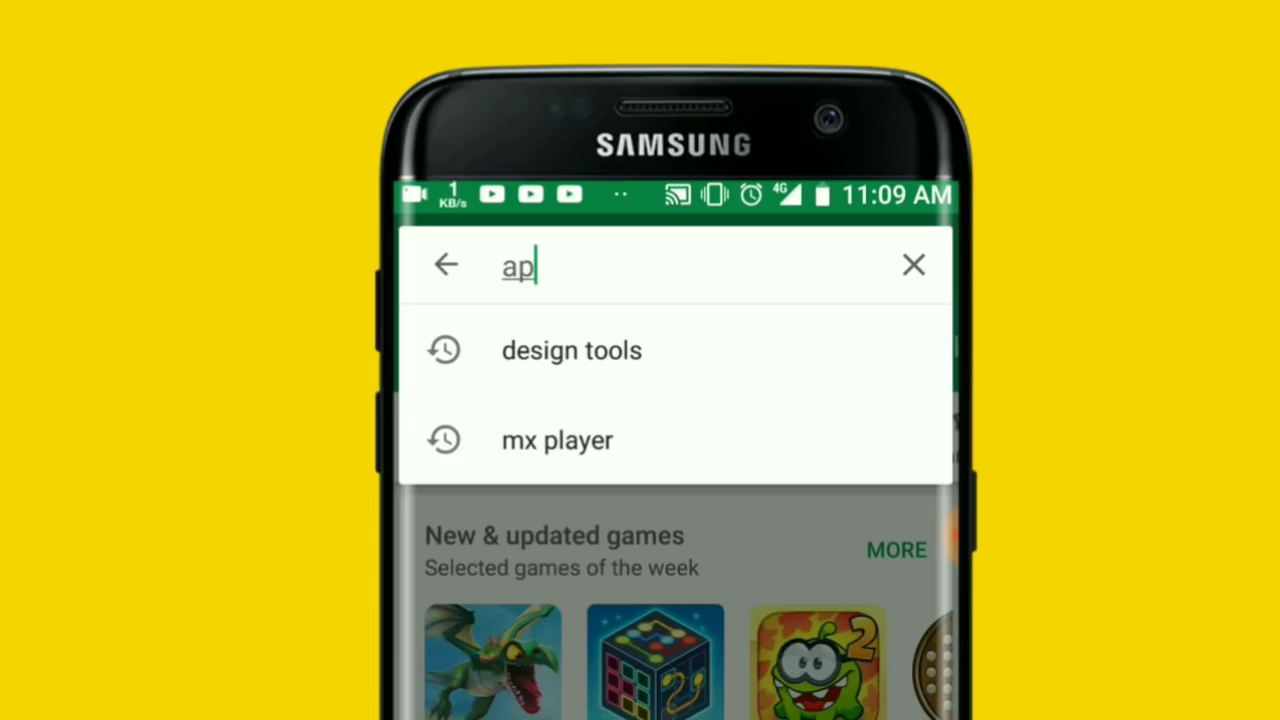 SAMSUNG
1 KB/s 4G 11:09 AM
ap
design tools
mx player
New & updated games
MORE
Selected games of the week
2